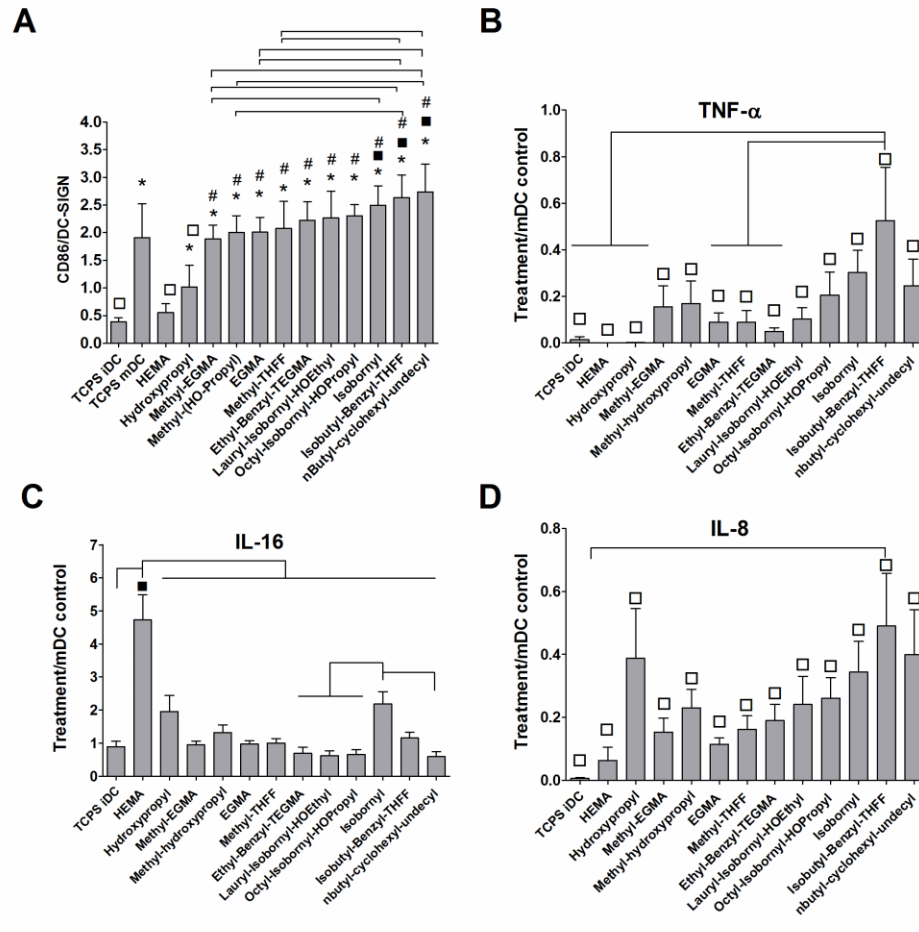 A
CD86/DC-SIGN
4.0
3.5
3.0
2.5
2.0
1.5
1.0
0.5
0.0
□ * □ □ * # * # * # * # * # * # * # * # ■ * # ■ * # ■ *
TCPS iDC
TCPS mDC
HEMA
Hydroxypropyl
Methyl-EGMA
Methyl-(HO-Propyl)
EGMA
Methyl-THFF
Ethyl-Benzyl-TEGMA
Lauryl-Isobornyl-HOEthyl
Octyl-Isobornyl-HOPropyl
Isobornyl
Isobutyl-Benzyl-THFF
nButyl-cyclohexyl-undecyl
B
TNF-α
Treatment/mDC control
1.0
0.8
0.6
0.4
0.2
0.0
TCPS iDC
HEMA
Hydroxypropyl
Methyl-EGMA
Methyl-hydroxypropyl
EGMA
Methyl-THFF
Ethyl-Benzyl-TEGMA
Lauryl-Isobornyl-HOEthyl
Octyl-Isobornyl-HOPropyl
Isobornyl
Isobutyl-Benzyl-THFF
nbutyl-cyclohexyl-undecyl
C
IL-16
Treatment/mDC control
7
6
5
4
3
2
1
0
TCPS iDC
HEMA
Hydroxypropyl
Methyl-EGMA
Methyl-hydroxypropyl
EGMA
Methyl-THFF
Ethyl-Benzyl-TEGMA
Lauryl-Isobornyl-HOEthyl
Octyl-Isobornyl-HOPropyl
Isobornyl
Isobutyl-Benzyl-THFF
nbutyl-cyclohexyl-undecyl
D
IL-8
Treatment/mDC control
0.8
0.6
0.4
0.2
0.0
TCPS iDC
HEMA
Hydroxypropyl
Methyl-EGMA
Methyl-hydroxypropyl
EGMA
Methyl-THFF
Ethyl-Benzyl-TEGMA
Lauryl-Isobornyl-HOEthyl
Octyl-Isobornyl-HOPropyl
Isobornyl
Isobutyl-Benzyl-THFF
nbutyl-cyclohexyl-undecyl